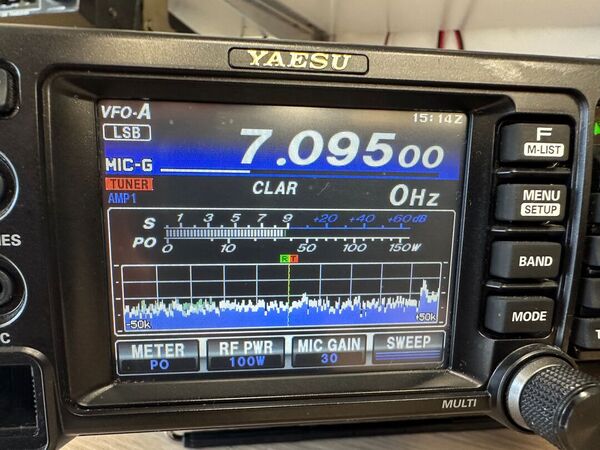 YAESU
VFO-A 15:14Z
LSB 7.095 00
MIC-G
TUNER CLAR 0Hz
AMP1
S 1 3 5 7 9 +20 +40 +60dB
PO 0 10 50 100 150W
R T
-50k +50k
METER RF PWR MIC GAIN SWEEP
PO 100W 30
F
M-LIST
MENU
SETUP
BAND
MODE
MULTI